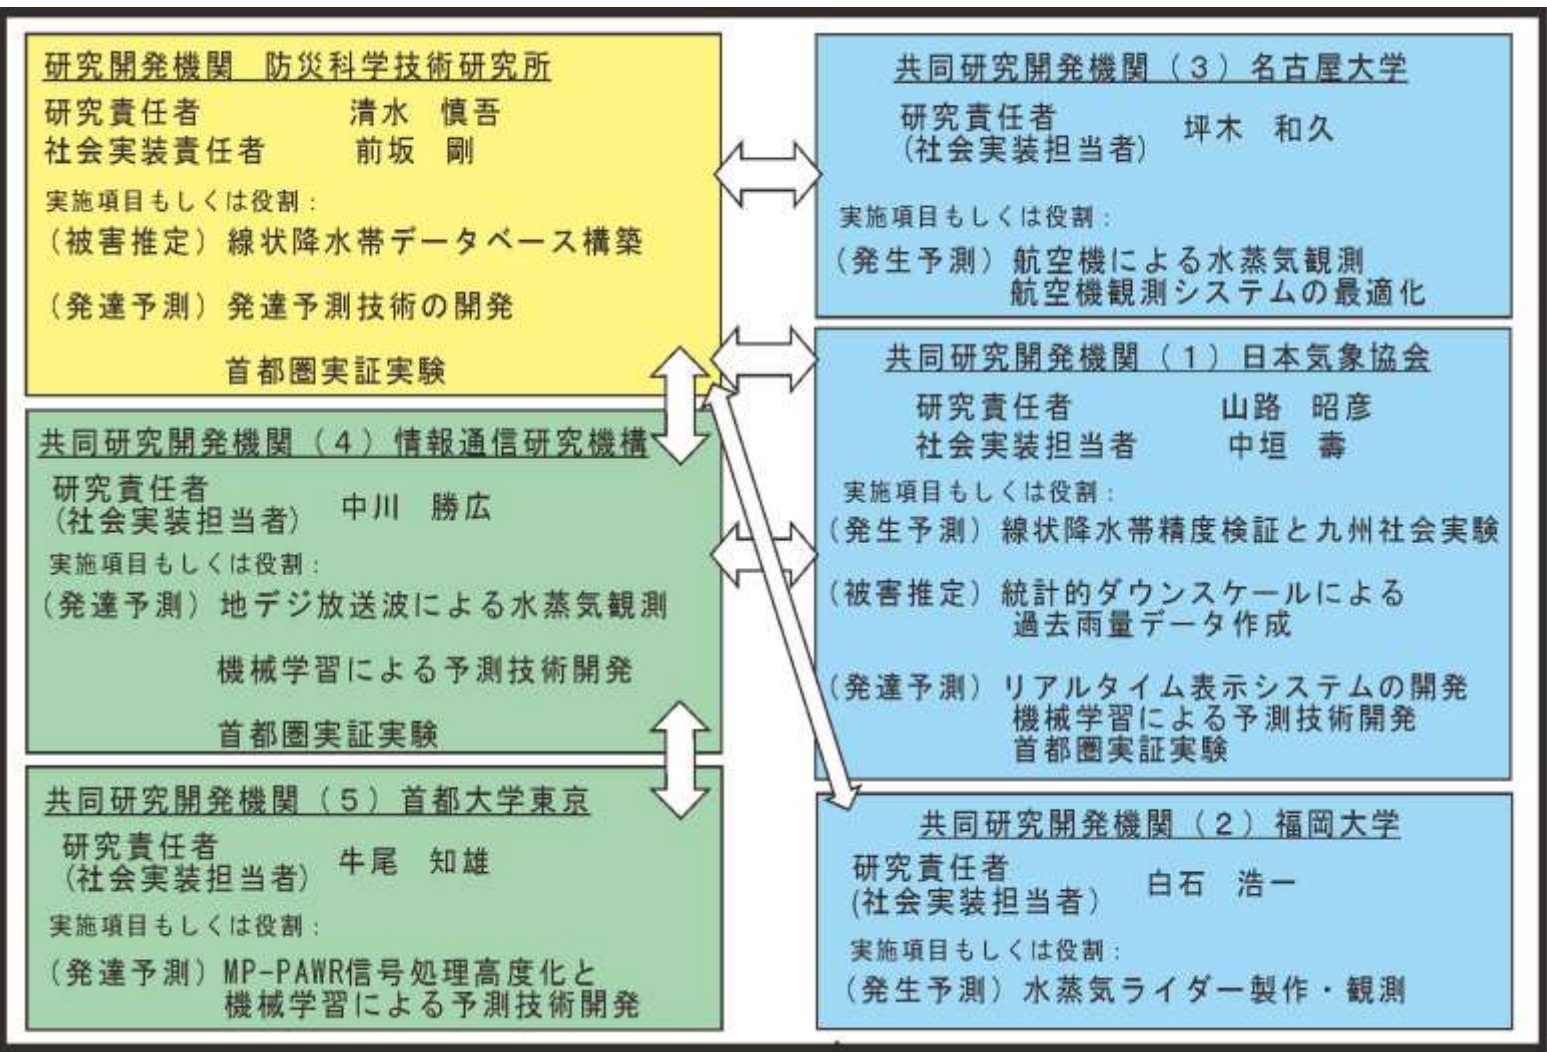 研究開発機関　防災科学技術研究所
研究責任者　清水　慎吾
社会実装責任者　前坂　剛
実施項目もしくは役割：
（被害推定）線状降水帯データベース構築
（発達予測）発達予測技術の開発
首都圏実証実験
共同研究開発機関（４）情報通信研究機構
研究責任者
(社会実装担当者)　中川　勝広
実施項目もしくは役割：
（発達予測）地デジ放送波による水蒸気観測
機械学習による予測技術開発
首都圏実証実験
共同研究開発機関（５）首都大学東京
研究責任者
(社会実装担当者)　牛尾　知雄
実施項目もしくは役割：
（発達予測）MP-PAWR信号処理高度化と
機械学習による予測技術開発
共同研究開発機関（３）名古屋大学
研究責任者
(社会実装担当者)　坪木　和久
実施項目もしくは役割：
（発生予測）航空機による水蒸気観測
航空機観測システムの最適化
共同研究開発機関（１）日本気象協会
研究責任者　山路　昭彦
社会実装担当者　中垣　壽
実施項目もしくは役割：
（発生予測）線状降水帯精度検証と九州社会実験
（被害推定）統計的ダウンスケールによる
過去雨量データ作成
（発達予測）リアルタイム表示システムの開発
機械学習による予測技術開発
首都圏実証実験
共同研究開発機関（２）福岡大学
研究責任者
(社会実装担当者)　白石　浩一
実施項目もしくは役割：
（発生予測）水蒸気ライダー製作・観測